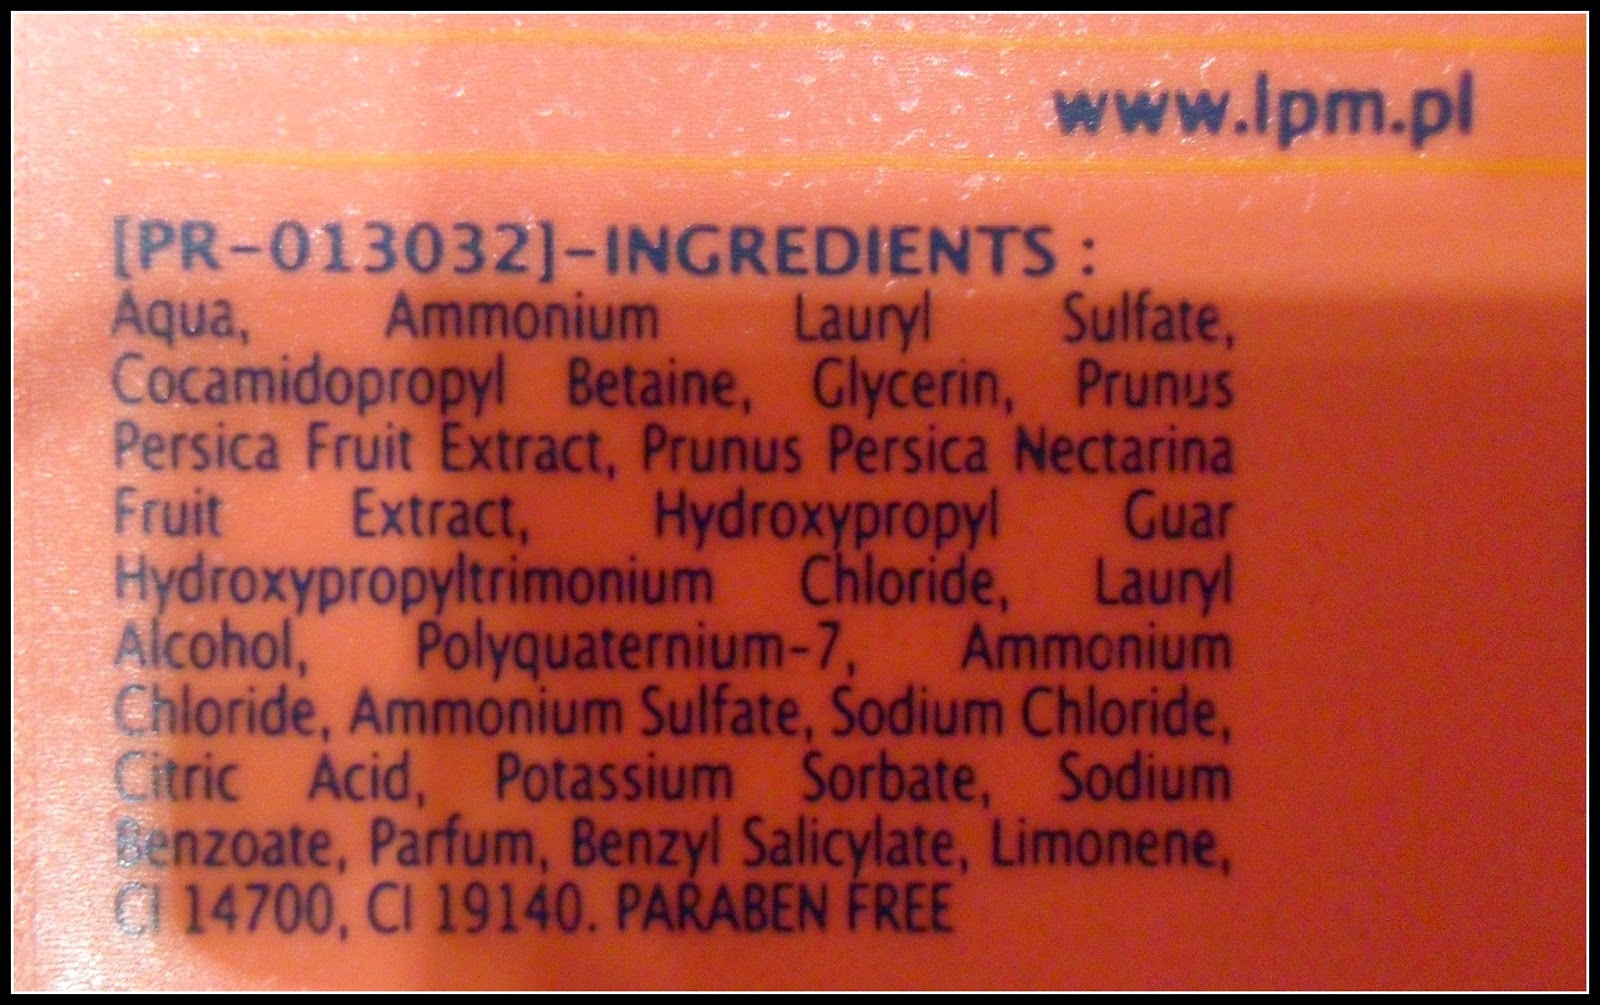 www.lpm.pl
[PR-013032]-INGREDIENTS :
Aqua, Ammonium Lauryl Sulfate,
Cocamidopropyl Betaine, Glycerin, Prunus
Persica Fruit Extract, Prunus Persica Nectarina
Fruit Extract, Hydroxypropyl Guar
Hydroxypropyltrimonium Chloride, Lauryl
Alcohol, Polyquaternium-7, Ammonium
Chloride, Ammonium Sulfate, Sodium Chloride,
Citric Acid, Potassium Sorbate, Sodium
Benzoate, Parfum, Benzyl Salicylate, Limonene,
CI 14700, CI 19140. PARABEN FREE